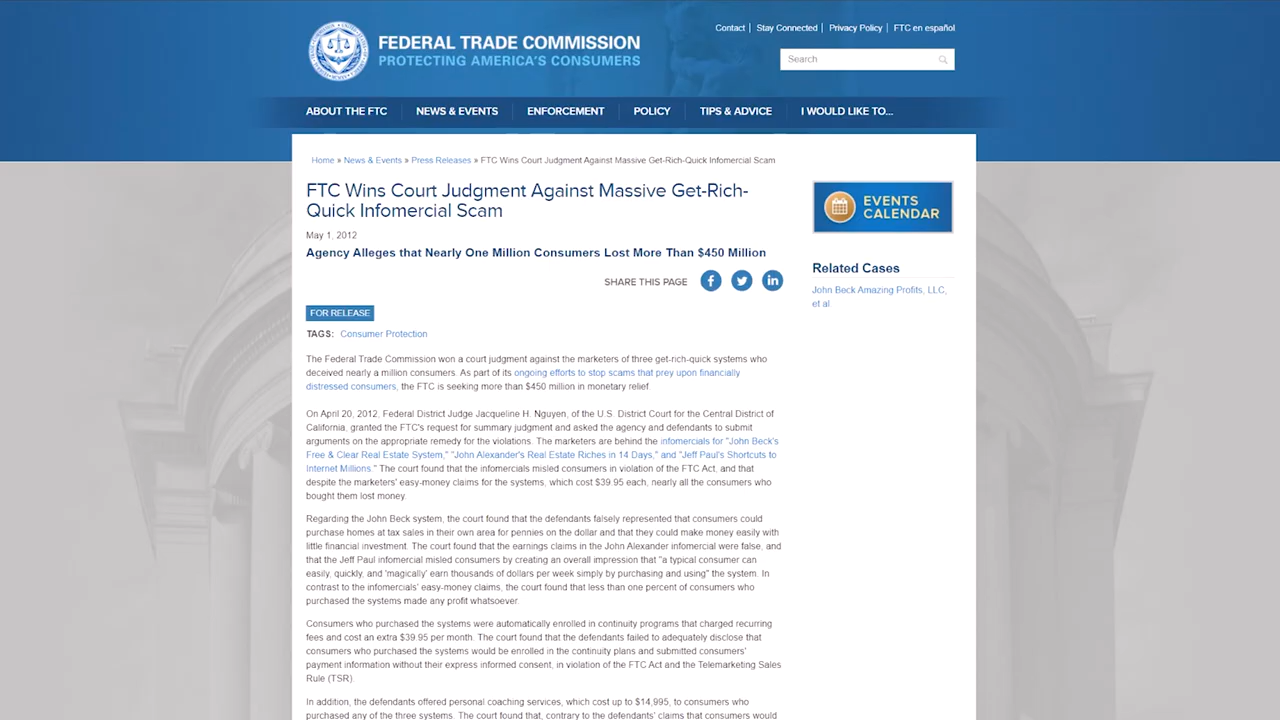 Contact | Stay Connected | Privacy Policy | FTC en español
FEDERAL TRADE COMMISSION
PROTECTING AMERICA'S CONSUMERS
Search
ABOUT THE FTC
NEWS & EVENTS
ENFORCEMENT
POLICY
TIPS & ADVICE
I WOULD LIKE TO...
Home » News & Events » Press Releases » FTC Wins Court Judgment Against Massive Get-Rich-Quick Infomercial Scam
FTC Wins Court Judgment Against Massive Get-Rich-
Quick Infomercial Scam
May 1, 2012
Agency Alleges that Nearly One Million Consumers Lost More Than $450 Million
SHARE THIS PAGE
FOR RELEASE
TAGS: Consumer Protection
The Federal Trade Commission won a court judgment against the marketers of three get-rich-quick systems who
deceived nearly a million consumers. As part of its ongoing efforts to stop scams that prey upon financially
distressed consumers, the FTC is seeking more than $450 million in monetary relief
On April 20, 2012, Federal District Judge Jacqueline H. Nguyen, of the U.S. District Court for the Central District of
California, granted the FTC's request for summary judgment and asked the agency and defendants to submit
arguments on the appropriate remedy for the violations. The marketers are behind the infomercials for "John Beck's
Free & Clear Real Estate System," "John Alexander's Real Estate Riches in 14 Days," and "Jeff Paul's Shortcuts to
Internet Millions." The court found that the infomercials misled consumers in violation of the FTC Act, and that
despite the marketers' easy-money claims for the systems, which cost $39.95 each, nearly all the consumers who
bought them lost money.
Regarding the John Beck system, the court found that the defendants falsely represented that consumers could
purchase homes at tax sales in their own area for pennies on the dollar and that they could make money easily with
little financial investment. The court found that the earnings claims in the John Alexander infomercial were false, and
that the Jeff Paul infomercial misled consumers by creating an overall impression that "a typical consumer can
easily, quickly, and 'magically' earn thousands of dollars per week simply by purchasing and using" the system. In
contrast to the infomercials' easy-money claims, the court found that less than one percent of consumers who
purchased the systems made any profit whatsoever.
Consumers who purchased the systems were automatically enrolled in continuity programs that charged recurring
fees and cost an extra $39.95 per month. The court found that the defendants failed to adequately disclose that
consumers who purchased the systems would be enrolled in the continuity plans and submitted consumers'
payment information without their express informed consent, in violation of the FTC Act and the Telemarketing Sales
Rule (TSR).
In addition, the defendants offered personal coaching services, which cost up to $14,995, to consumers who
purchased any of the three systems. The court found that, contrary to the defendants' claims that consumers would
EVENTS
CALENDAR
Related Cases
John Beck Amazing Profits, LLC,
et al